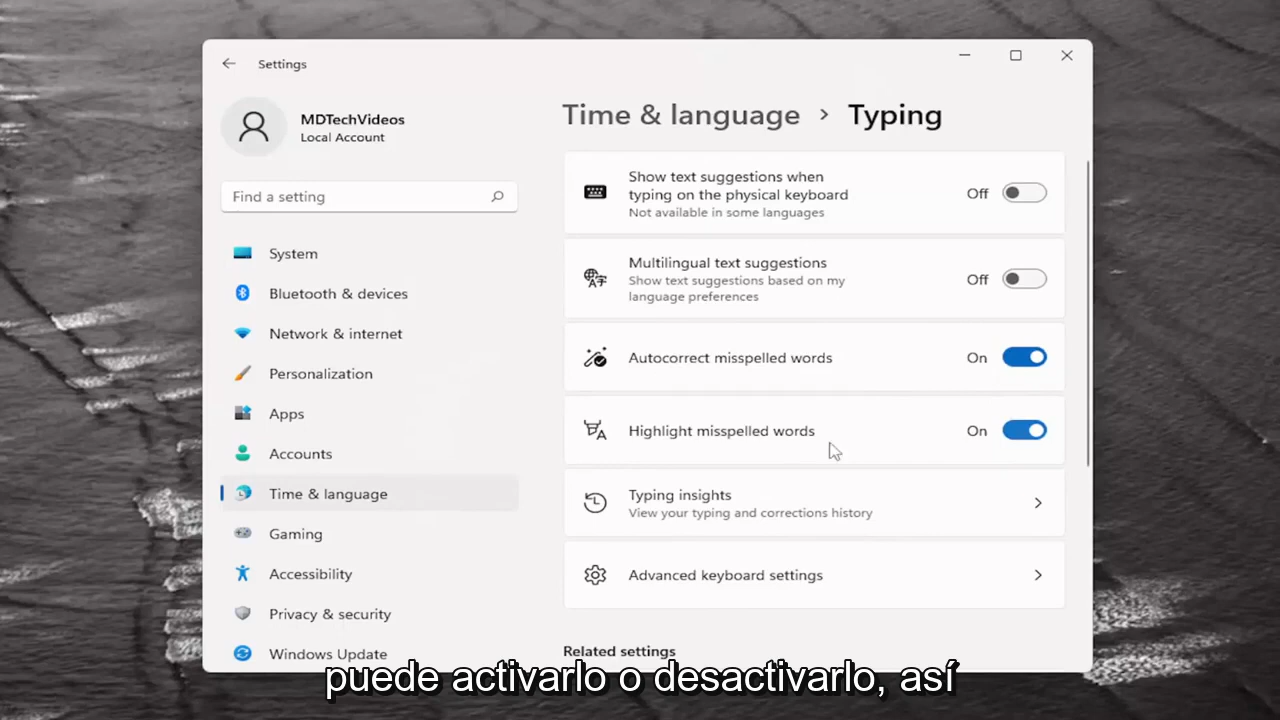 Settings
MDTechVideos
Local Account
Find a setting
System
Bluetooth & devices
Network & internet
Personalization
Apps
Accounts
Time & language
Gaming
Accessibility
Privacy & security
Windows Update
Time & language > Typing
Show text suggestions when
typing on the physical keyboard
Not available in some languages
Off
Multilingual text suggestions
Show text suggestions based on my
language preferences
Off
Autocorrect misspelled words
On
Highlight misspelled words
On
Typing insights
View your typing and corrections history
Advanced keyboard settings
Related settings
puede activarlo o desactivarlo, así